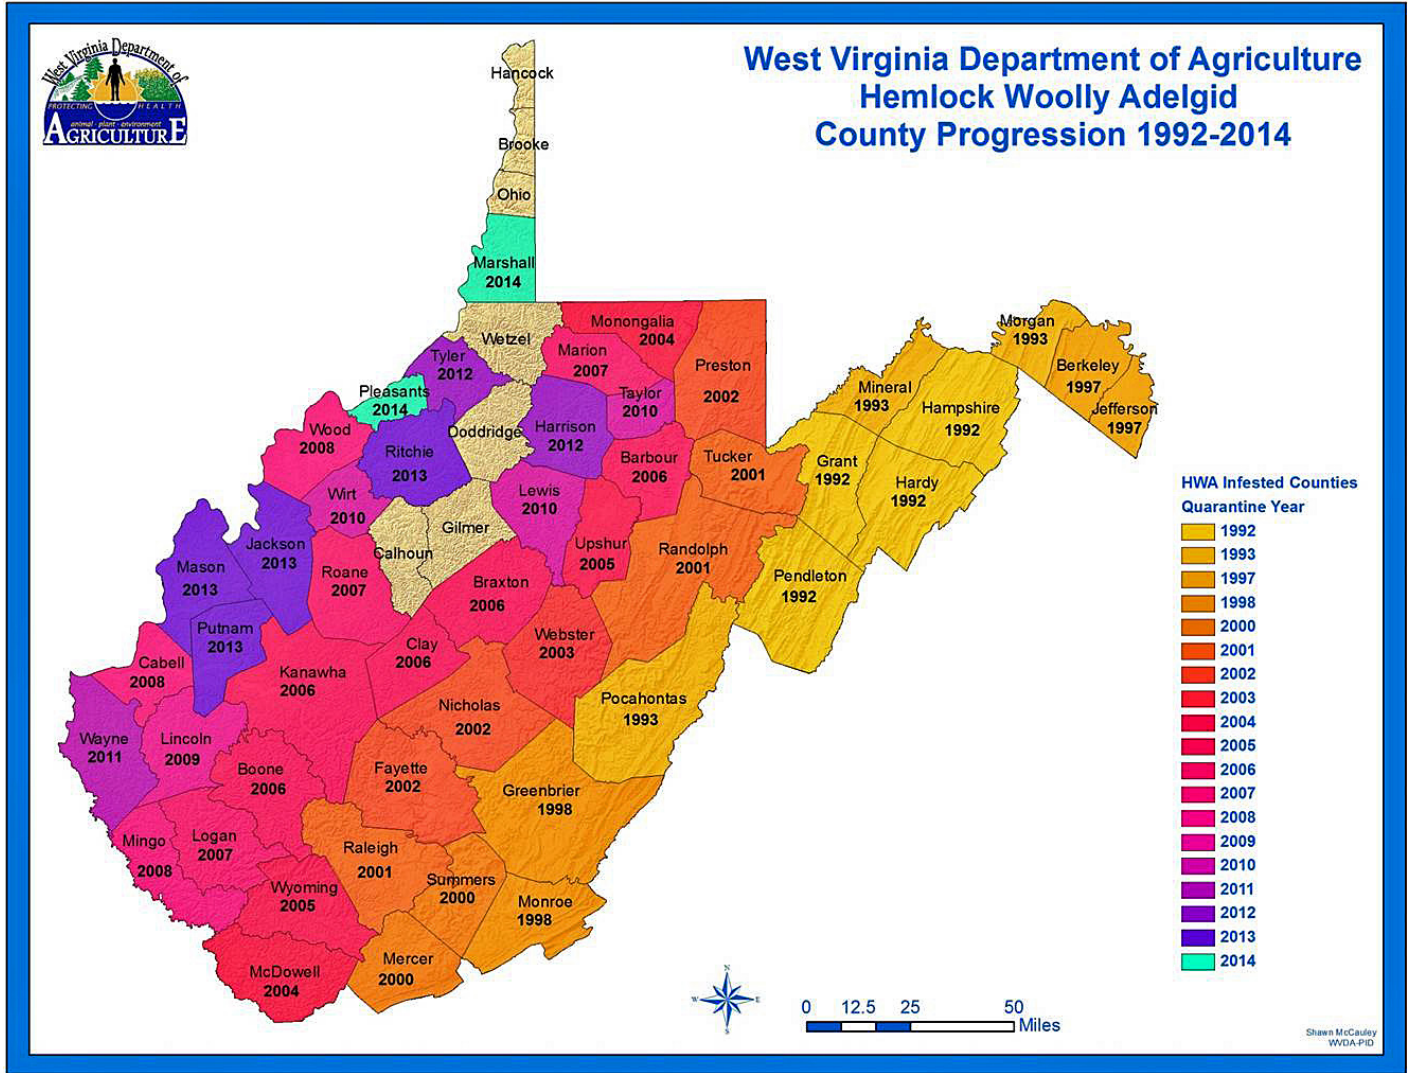 West Virginia Department of
PROTECTING HEALTH
animal - plant - environment
AGRICULTURE
West Virginia Department of Agriculture
Hemlock Woolly Adelgid
County Progression 1992-2014
Hancock
Brooke
Ohio
Marshall
2014
Wetzel
Monongalia
2004
Marion
2007
Preston
2002
Tyler
2012
Pleasants
2014
Taylor
2010
Doddridge
Harrison
2012
Wood
2008
Ritchie
2013
Barbour
2006
Tucker
2001
Morgan
1993
Berkeley
1997
Jefferson
1997
Mineral
1993
Hampshire
1992
Grant
1992
Hardy
1992
Wirt
2010
Lewis
2010
Gilmer
Calhoun
Upshur
2005
Randolph
2001
Pendleton
1992
Jackson
2013
Mason
2013
Roane
2007
Braxton
2006
Putnam
2013
Clay
2006
Webster
2003
Cabell
2008
Kanawha
2006
Nicholas
2002
Pocahontas
1993
Wayne
2011
Lincoln
2009
Boone
2006
Fayette
2002
Greenbrier
1998
Mingo
2008
Logan
2007
Raleigh
2001
Wyoming
2005
Summers
2000
Monroe
1998
McDowell
2004
Mercer
2000
HWA Infested Counties
Quarantine Year
1992
1993
1997
1998
2000
2001
2002
2003
2004
2005
2006
2007
2008
2009
2010
2011
2012
2013
2014
N
W E
S
0 12.5 25 50
Miles
Shawn McCauley
WVDA-PID